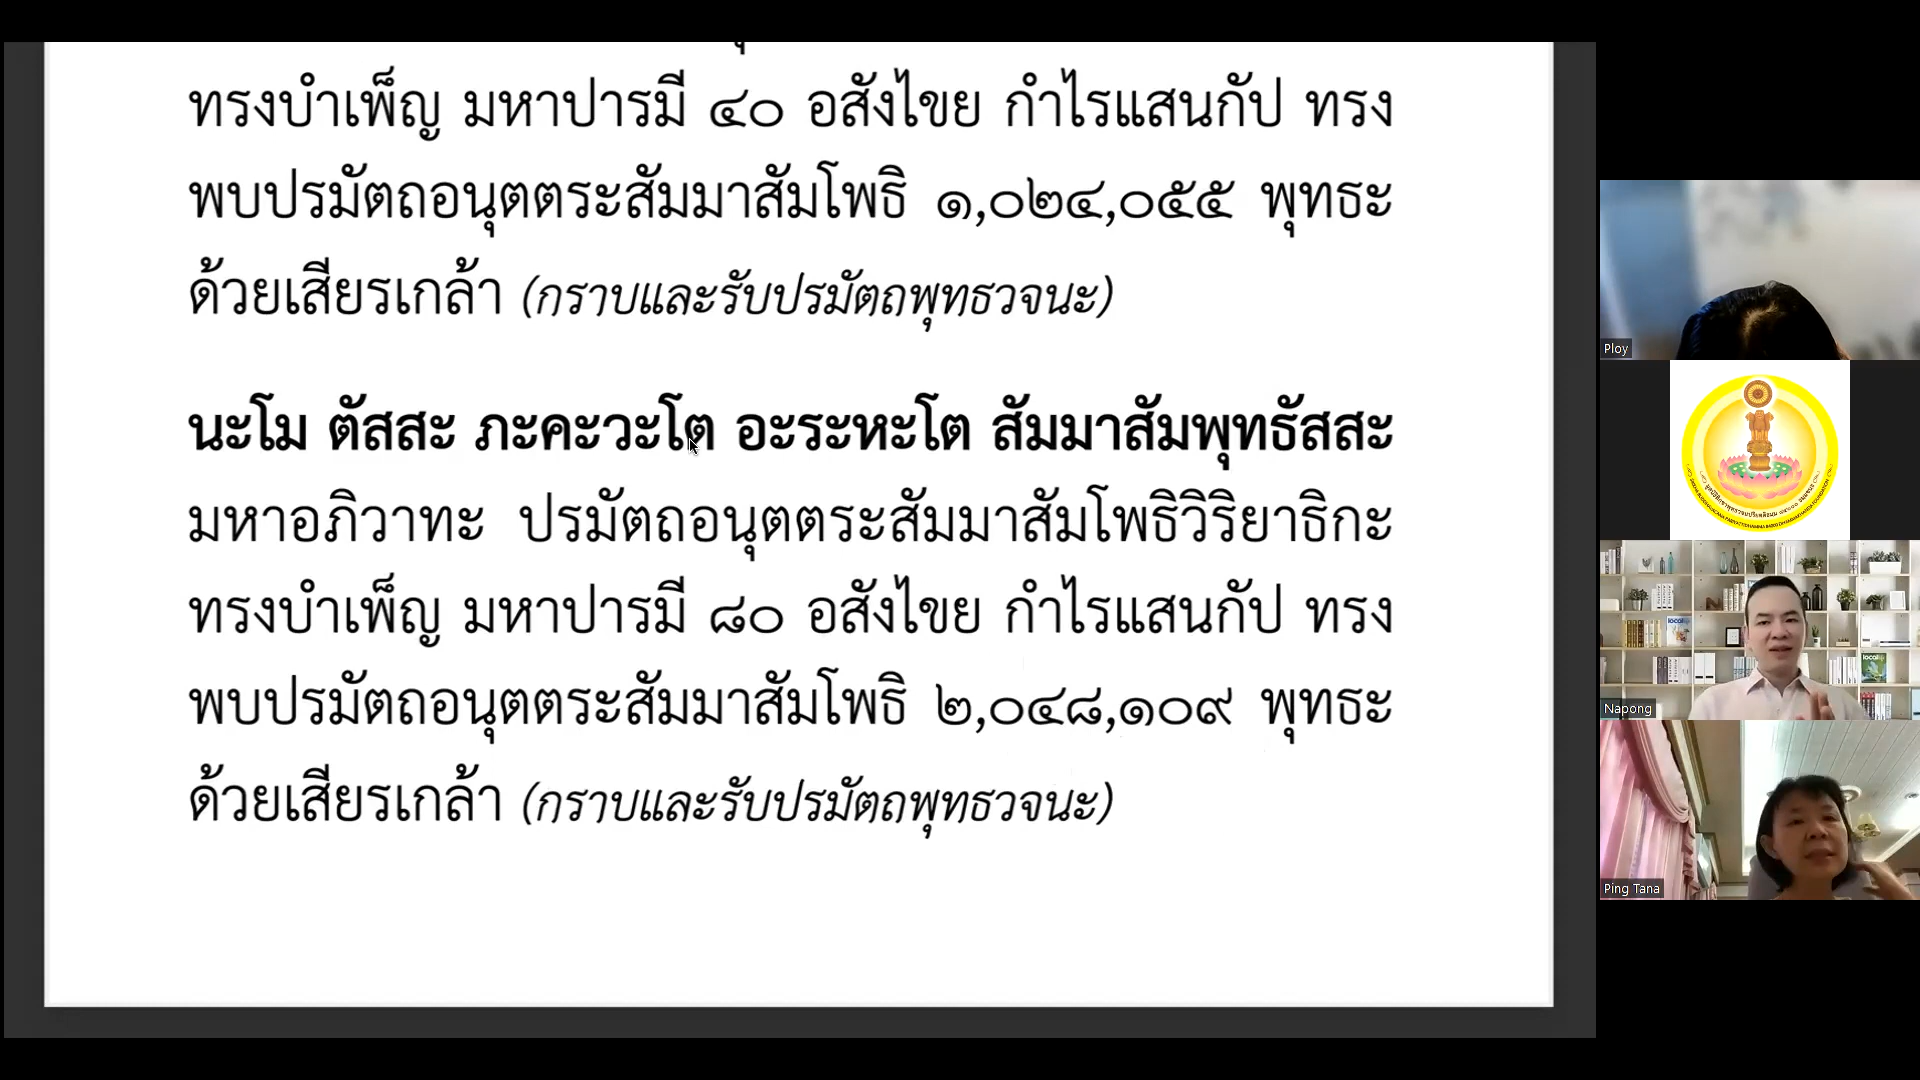 ทรงบำเพ็ญ มหาปารมี ๔๐ อสังไขย กำไรแสนกัป ทรง
พบปรมัตถอนุตตระสัมมาสัมโพธิ ๑,๐๒๔,๐๕๕ พุทธะ
ด้วยเสียรเกล้า (กราบและรับปรมัตถพุทธวจนะ)
นะโม ตัสสะ ภะคะวะโต อะระหะโต สัมมาสัมพุทธัสสะ
มหาอภิวาทะ ปรมัตถอนุตตระสัมมาสัมโพธิวิริยาธิกะ
ทรงบำเพ็ญ มหาปารมี ๘๐ อสังไขย กำไรแสนกัป ทรง
พบปรมัตถอนุตตระสัมมาสัมโพธิ ๒,๐๔๘,๑๐๙ พุทธะ
ด้วยเสียรเกล้า (กราบและรับปรมัตถพุทธวจนะ)
Ploy
local
local
Napong
Ping Tana